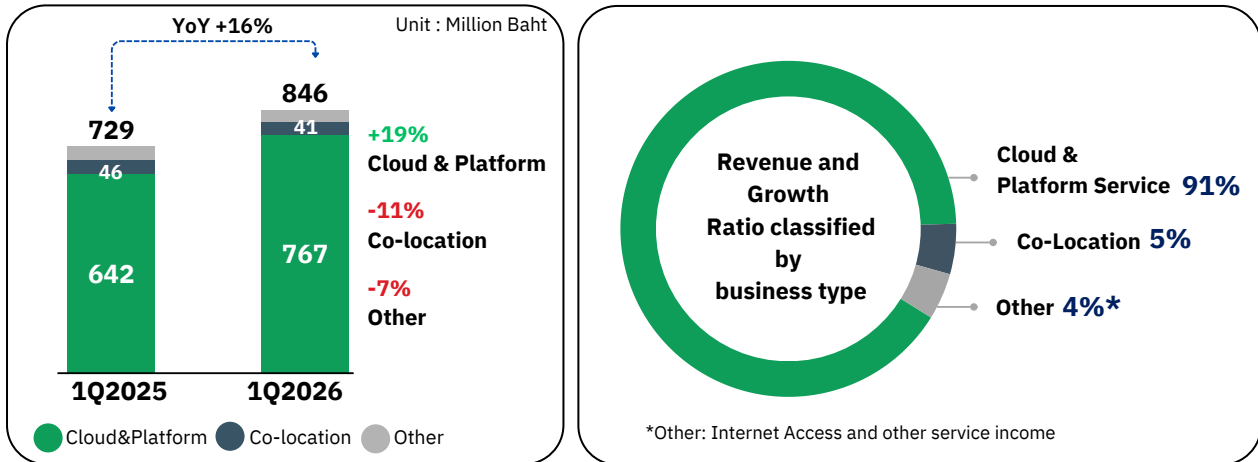 YoY +16%
Unit : Million Baht
729
846
46
41
642
767
+19%
Cloud & Platform
-11%
Co-location
-7%
Other
1Q2025
1Q2026
Cloud&Platform
Co-location
Other
Revenue and
Growth
Ratio classified
by
business type
Cloud &
Platform Service 91%
Co-Location 5%
Other 4%*
*Other: Internet Access and other service income